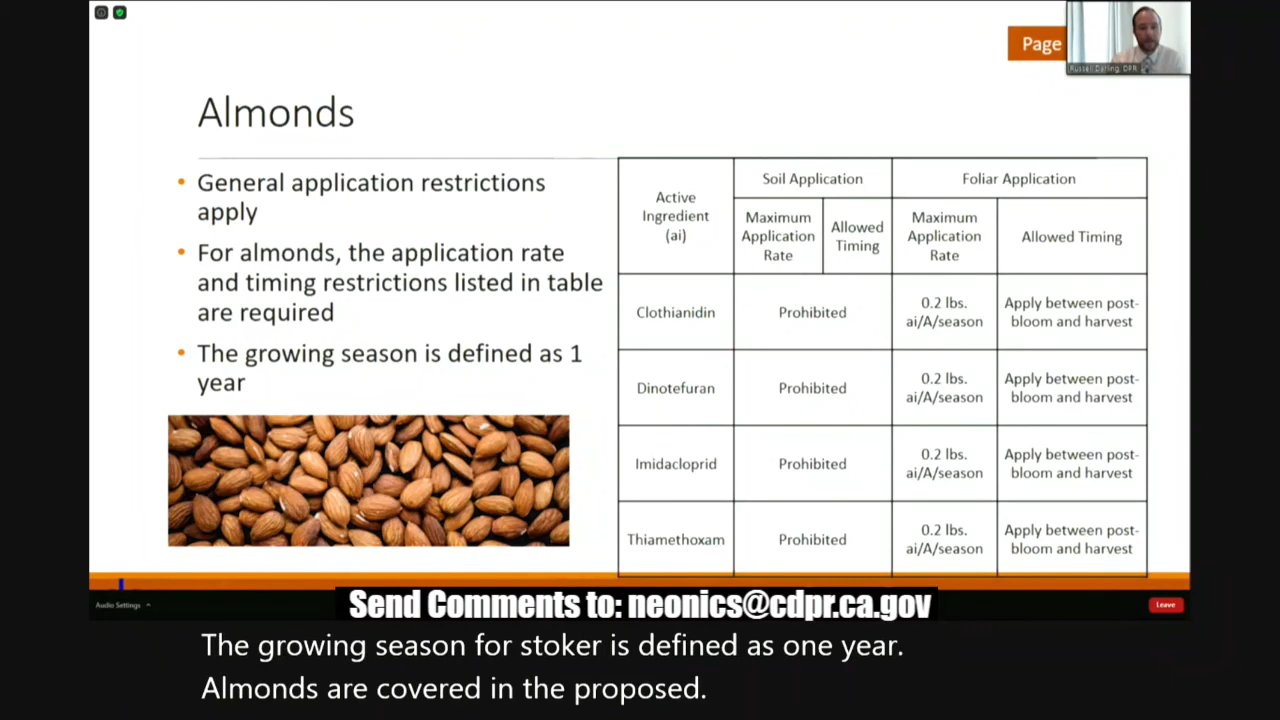 Page
Russell Darling, DPR
Almonds
• General application restrictions
apply
• For almonds, the application rate
and timing restrictions listed in table
are required
• The growing season is defined as 1
year
Active
Ingredient
(ai)
Soil Application
Foliar Application
Maximum
Application
Rate
Allowed
Timing
Maximum
Application
Rate
Allowed Timing
Clothianidin
Prohibited
0.2 lbs.
ai/A/season
Apply between post-
bloom and harvest
Dinotefuran
Prohibited
0.2 lbs.
ai/A/season
Apply between post-
bloom and harvest
Imidacloprid
Prohibited
0.2 lbs.
ai/A/season
Apply between post-
bloom and harvest
Thiamethoxam
Prohibited
0.2 lbs.
ai/A/season
Apply between post-
bloom and harvest
Audio Settings
Send Comments to: neonics@cdpr.ca.gov
Leave
The growing season for stoker is defined as one year.
Almonds are covered in the proposed.